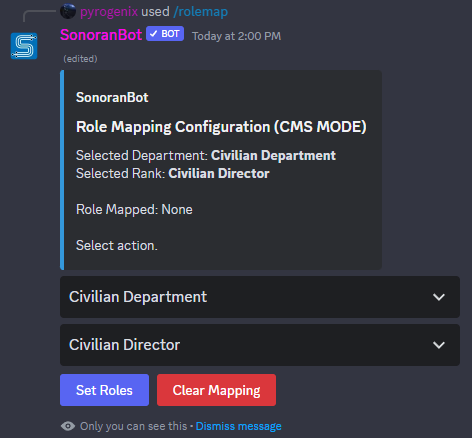 pyrogenix used /rolemap
SonoranBot ✓ BOT Today at 2:00 PM
(edited)
SonoranBot
Role Mapping Configuration (CMS MODE)
Selected Department: Civilian Department
Selected Rank: Civilian Director
Role Mapped: None
Select action.
Civilian Department
Civilian Director
Set Roles Clear Mapping
Only you can see this • Dismiss message